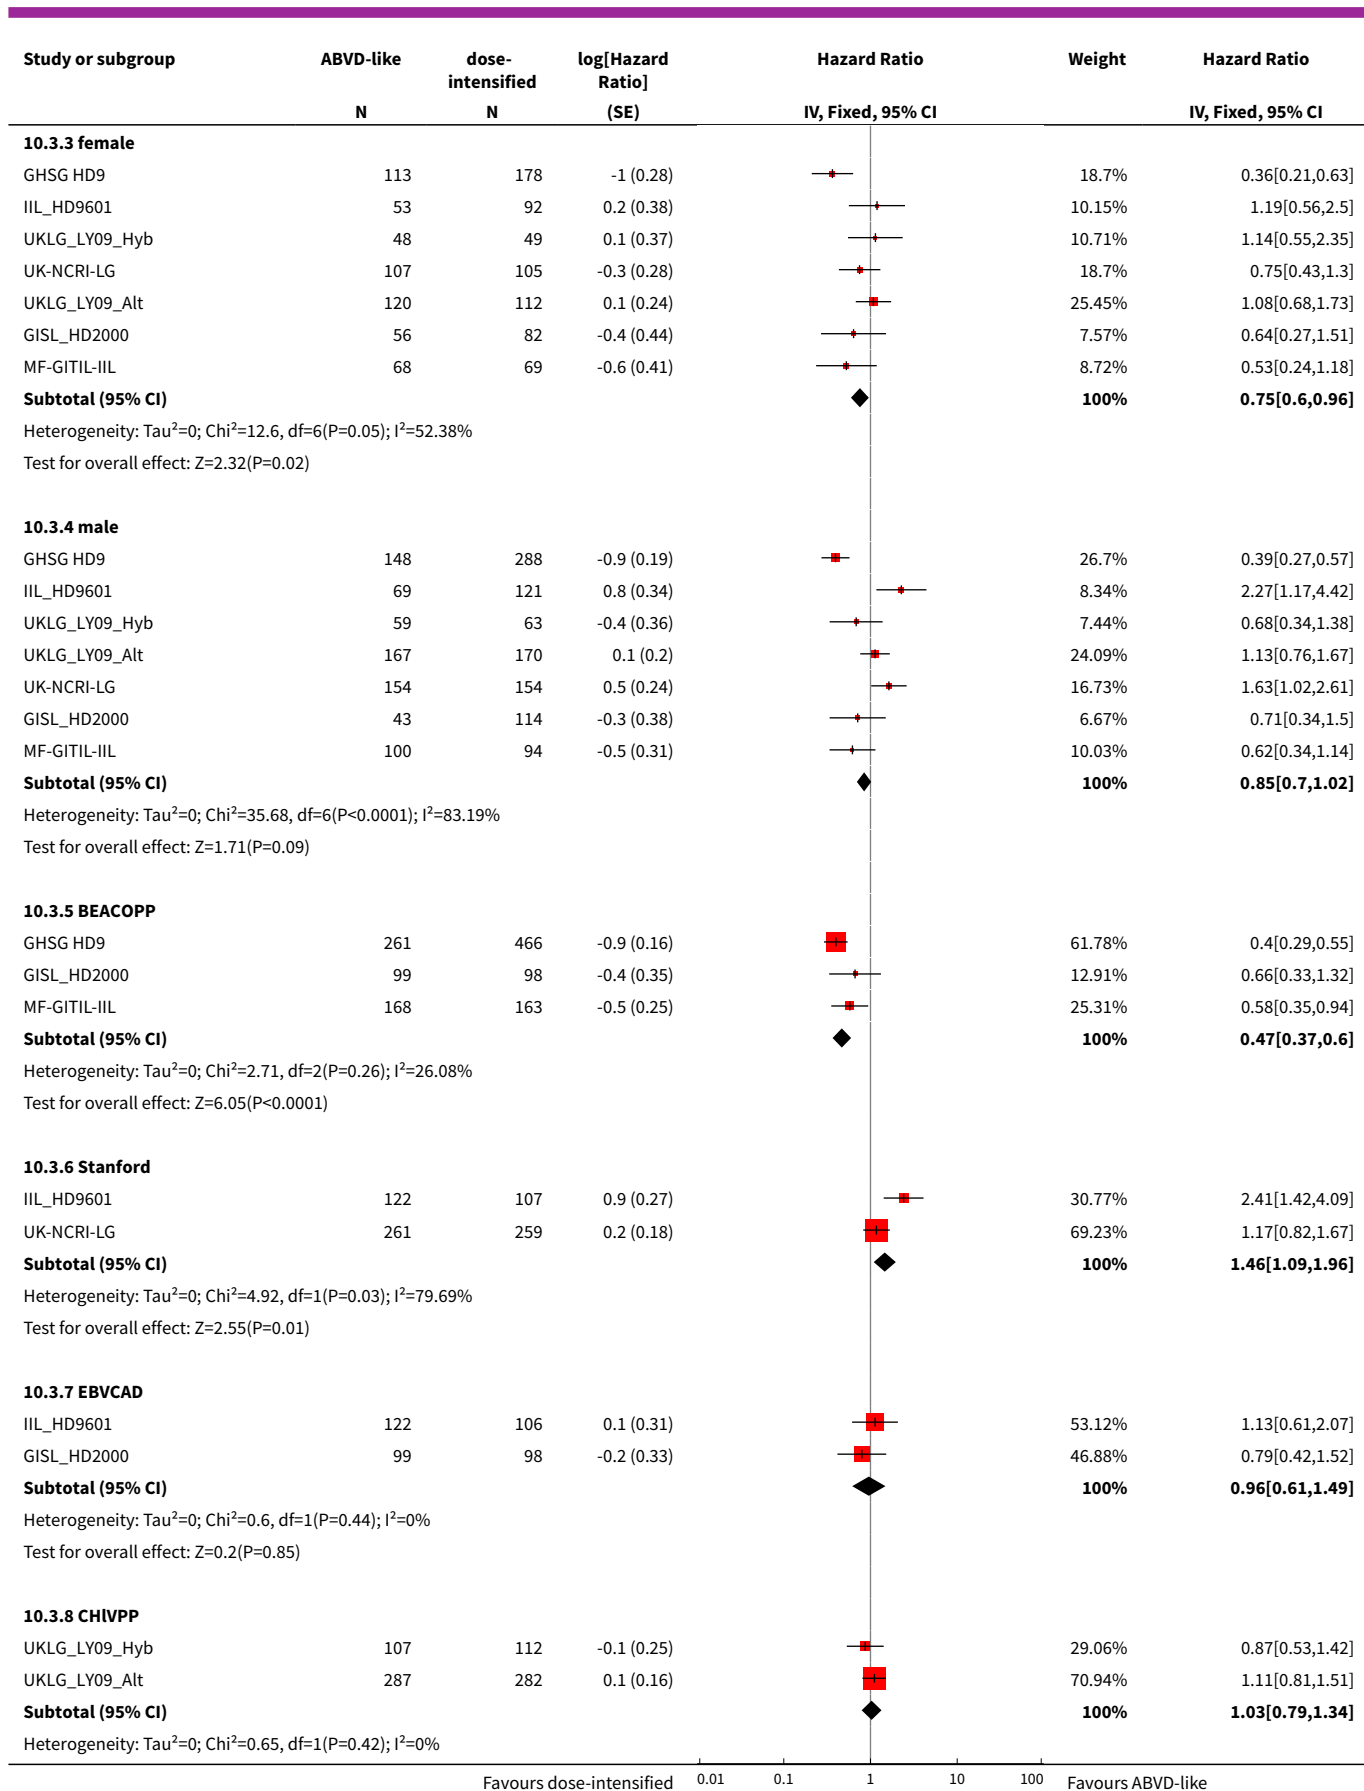 Study or subgroup ABVD-like dose-intensified log[Hazard Ratio] Hazard Ratio Weight Hazard Ratio
N N (SE) IV, Fixed, 95% CI IV, Fixed, 95% CI
10.3.3 female
GHSG HD9 113 178 -1 (0.28) 18.7% 0.36[0.21,0.63]
IIL_HD9601 53 92 0.2 (0.38) 10.15% 1.19[0.56,2.5]
UKLG_LY09_Hyb 48 49 0.1 (0.37) 10.71% 1.14[0.55,2.35]
UK-NCRI-LG 107 105 -0.3 (0.28) 18.7% 0.75[0.43,1.3]
UKLG_LY09_Alt 120 112 0.1 (0.24) 25.45% 1.08[0.68,1.73]
GISL_HD2000 56 82 -0.4 (0.44) 7.57% 0.64[0.27,1.51]
MF-GITIL-IIL 68 69 -0.6 (0.41) 8.72% 0.53[0.24,1.18]
Subtotal (95% CI) 100% 0.75[0.6,0.96]
Heterogeneity: Tau²=0; Chi²=12.6, df=6(P=0.05); I²=52.38%
Test for overall effect: Z=2.32(P=0.02)
10.3.4 male
GHSG HD9 148 288 -0.9 (0.19) 26.7% 0.39[0.27,0.57]
IIL_HD9601 69 121 0.8 (0.34) 8.34% 2.27[1.17,4.42]
UKLG_LY09_Hyb 59 63 -0.4 (0.36) 7.44% 0.68[0.34,1.38]
UKLG_LY09_Alt 167 170 0.1 (0.2) 24.09% 1.13[0.76,1.67]
UK-NCRI-LG 154 154 0.5 (0.24) 16.73% 1.63[1.02,2.61]
GISL_HD2000 43 114 -0.3 (0.38) 6.67% 0.71[0.34,1.5]
MF-GITIL-IIL 100 94 -0.5 (0.31) 10.03% 0.62[0.34,1.14]
Subtotal (95% CI) 100% 0.85[0.7,1.02]
Heterogeneity: Tau²=0; Chi²=35.68, df=6(P<0.0001); I²=83.19%
Test for overall effect: Z=1.71(P=0.09)
10.3.5 BEACOPP
GHSG HD9 261 466 -0.9 (0.16) 61.78% 0.4[0.29,0.55]
GISL_HD2000 99 98 -0.4 (0.35) 12.91% 0.66[0.33,1.32]
MF-GITIL-IIL 168 163 -0.5 (0.25) 25.31% 0.58[0.35,0.94]
Subtotal (95% CI) 100% 0.47[0.37,0.6]
Heterogeneity: Tau²=0; Chi²=2.71, df=2(P=0.26); I²=26.08%
Test for overall effect: Z=6.05(P<0.0001)
10.3.6 Stanford
IIL_HD9601 122 107 0.9 (0.27) 30.77% 2.41[1.42,4.09]
UK-NCRI-LG 261 259 0.2 (0.18) 69.23% 1.17[0.82,1.67]
Subtotal (95% CI) 100% 1.46[1.09,1.96]
Heterogeneity: Tau²=0; Chi²=4.92, df=1(P=0.03); I²=79.69%
Test for overall effect: Z=2.55(P=0.01)
10.3.7 EBVCAD
IIL_HD9601 122 106 0.1 (0.31) 53.12% 1.13[0.61,2.07]
GISL_HD2000 99 98 -0.2 (0.33) 46.88% 0.79[0.42,1.52]
Subtotal (95% CI) 100% 0.96[0.61,1.49]
Heterogeneity: Tau²=0; Chi²=0.6, df=1(P=0.44); I²=0%
Test for overall effect: Z=0.2(P=0.85)
10.3.8 CHlVPP
UKLG_LY09_Hyb 107 112 -0.1 (0.25) 29.06% 0.87[0.53,1.42]
UKLG_LY09_Alt 287 282 0.1 (0.16) 70.94% 1.11[0.81,1.51]
Subtotal (95% CI) 100% 1.03[0.79,1.34]
Heterogeneity: Tau²=0; Chi²=0.65, df=1(P=0.42); I²=0%
Favours dose-intensified 0.01 0.1 1 10 100 Favours ABVD-like